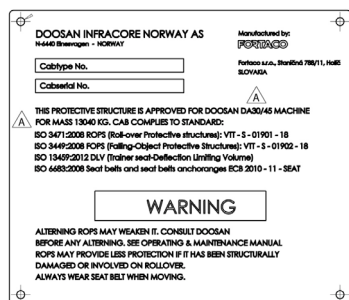 DOOSAN INFRACORE NORWAY AS
N-6440 Elnesvagen - NORWAY
Manufactured by:
FORTACO
Fortaco s.r.o., Staničná 788/11, Holíč
SLOVAKIA
Cabtype No.
Cabserial No.
A
A
THIS PROTECTIVE STRUCTURE IS APPROVED FOR DOOSAN DA30/45 MACHINE
FOR MASS 13040 KG. CAB COMPLIES TO STANDARD:
ISO 3471:2008 ROPS (Roll-over Protective structures): VTT - S - 01901 - 18
ISO 3449:2008 FOPS (Falling-Object Protective Structures): VTT - S - 01902 - 18
ISO 13459:2012 DLV (Trainer seat-Deflection Limiting Volume)
ISO 6683:2008 Seat belts and seat belts anchoranges ECB 2010 - 11 - SEAT
WARNING
ALTERNING ROPS MAY WEAKEN IT. CONSULT DOOSAN
BEFORE ANY ALTERNING. SEE OPERATING & MAINTENANCE MANUAL
ROPS MAY PROVIDE LESS PROTECTION IF IT HAS BEEN STRUCTURALLY
DAMAGED OR INVOLVED ON ROLLOVER.
ALWAYS WEAR SEAT BELT WHEN MOVING.